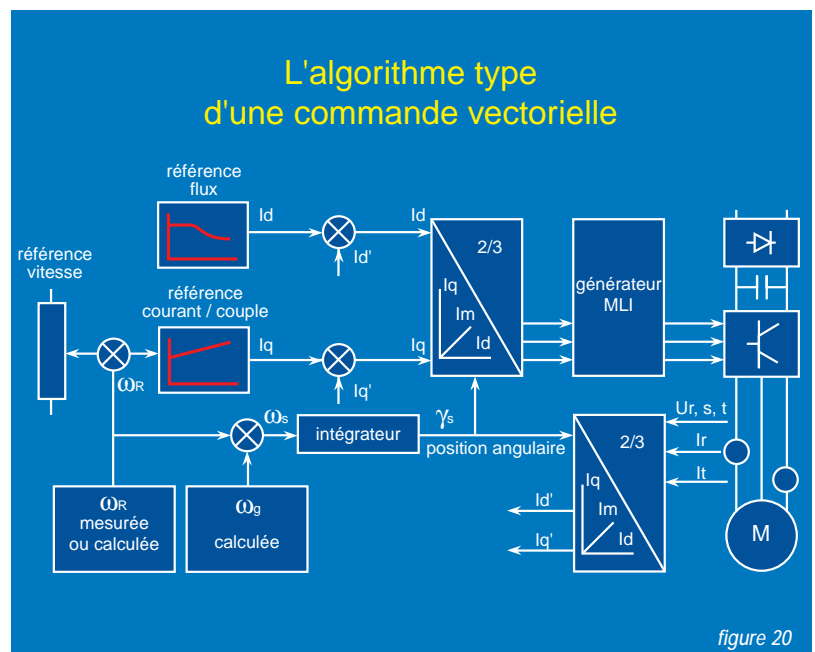 L'algorithme type
d'une commande vectorielle
référence
flux
Id
Id
Id'
2/3
Iq
Im
Id
générateur
MLI
référence
vitesse
référence
courant / couple
Iq
Iq
Iq'
ωR
ωs
intégrateur
γs
position angulaire
Ur, s, t
Ir
It
2/3
Iq
Im
Id
Id'
Iq'
ωR
mesurée
ou calculée
ωg
calculée
M
figure 20